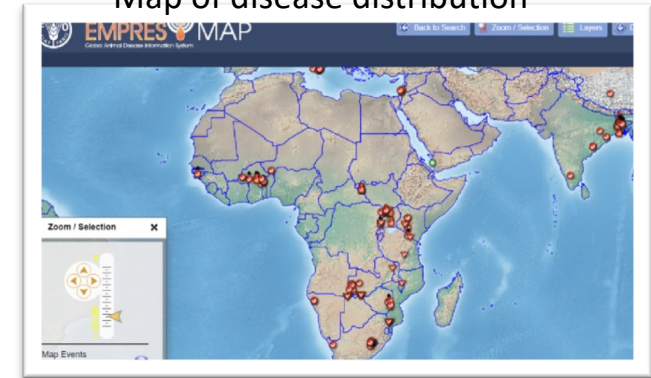 Map of disease distribution
EMPRES MAP
Global Animal Disease Information System
Back to Search
Zoom / Selection
Layers
Zoom / Selection
Map Events